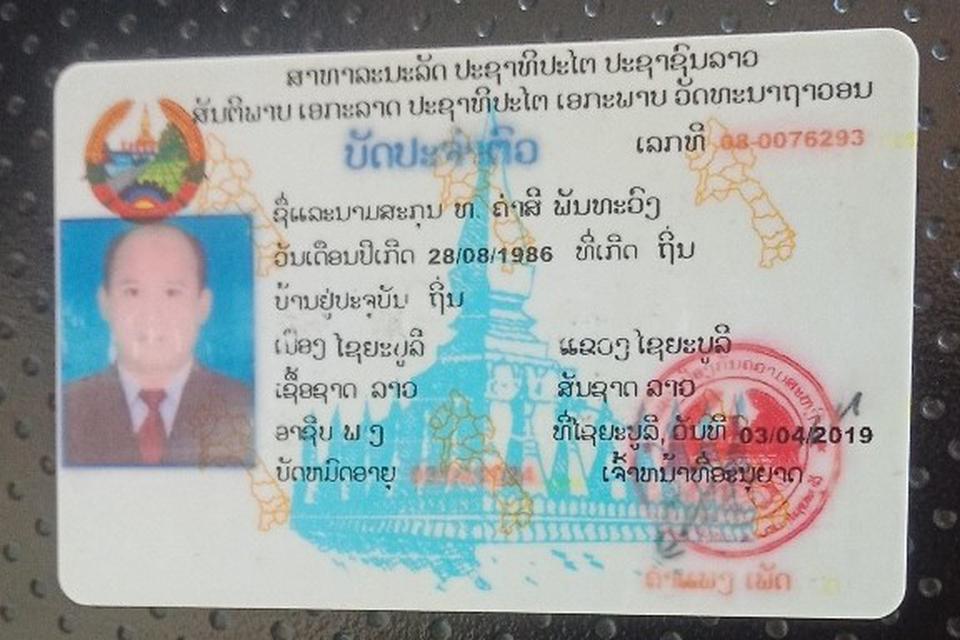 ສາທາລະນະລັດ ປະຊາທິປະໄຕ ປະຊາຊົນລາວ
ສັນຕິພາບ ເອກະລາດ ປະຊາທິປະໄຕ ເອກະພາບ ວັດທະນາຖາວອນ
ບັດປະຈຳຕົວ
ເລກທີ 08-0076293
ຊື່ແລະນາມສະກຸນ ທ. ຄຳສີ ພັນທະວົງ
ວັນເດືອນປີເກີດ 28/08/1986 ທີ່ເກີດ ຖິ່ນ
ບ້ານຢູ່ປະຈຸບັນ ຖິ່ນ
ເມືອງ ໄຊຍະບູລີ ແຂວງ ໄຊຍະບູລີ
ເຊື້ອຊາດ ລາວ ສັນຊາດ ລາວ
ອາຊີບ ພ ງ ທີ່ໄຊຍະບູລີ, ວັນທີ 03/04/2019
ບັດຫມົດອາຍຸ ເຈົ້າຫນ້າທີ່ອະນຸຍາດ
ຄຳແພງ ເພັດ